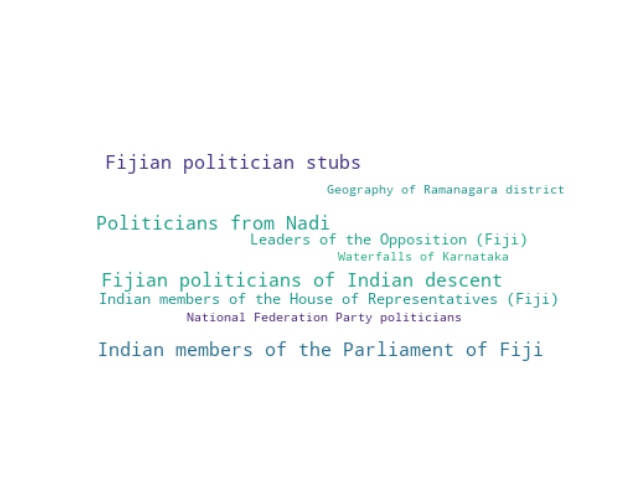 Fijian politician stubs
Geography of Ramanagara district
Politicians from Nadi
Leaders of the Opposition (Fiji)
Waterfalls of Karnataka
Fijian politicians of Indian descent
Indian members of the House of Representatives (Fiji)
National Federation Party politicians
Indian members of the Parliament of Fiji